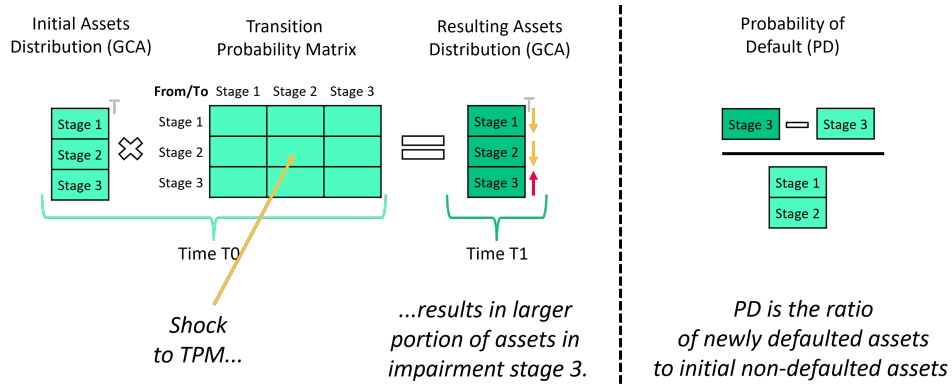 Initial Assets
Distribution (GCA)
Transition
Probability Matrix
Resulting Assets
Distribution (GCA)
Probability of
Default (PD)
From/To Stage 1 Stage 2 Stage 3
T
T
Stage 1
Stage 2
Stage 3
Stage 1
Stage 2
Stage 3
Stage 1
Stage 2
Stage 3
Stage 3
Stage 3
Stage 1
Stage 2
Time T0
Time T1
Shock
to TPM...
...results in larger
portion of assets in
impairment stage 3.
PD is the ratio
of newly defaulted assets
to initial non-defaulted assets